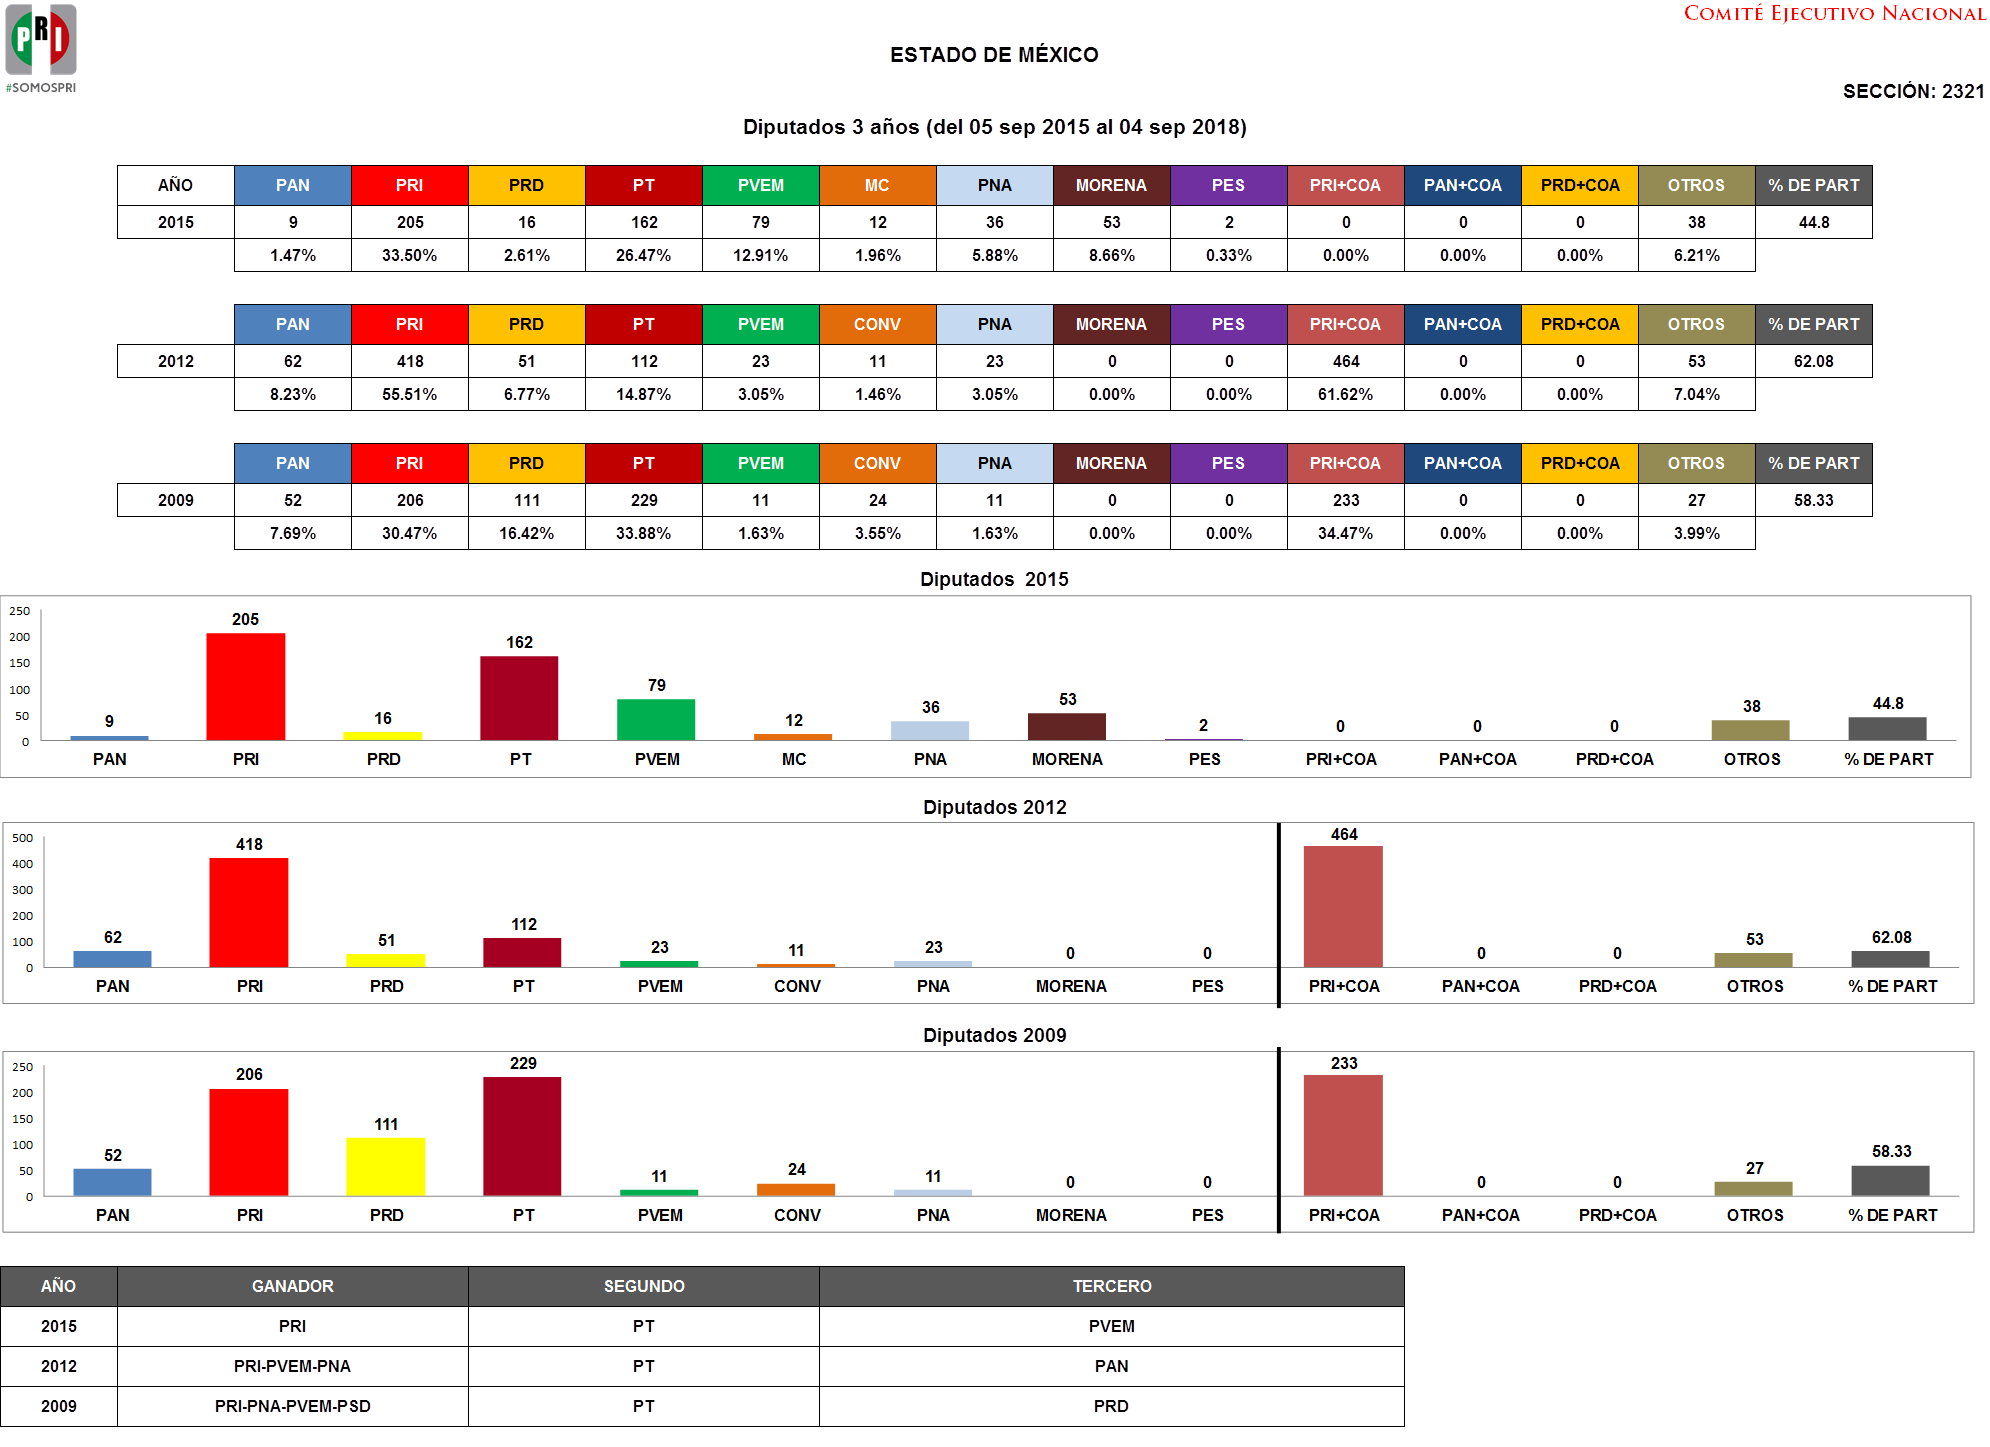 PRI
#SOMOSPRI
COMITÉ EJECUTIVO NACIONAL
ESTADO DE MÉXICO
SECCIÓN: 2321
Diputados 3 años (del 05 sep 2015 al 04 sep 2018)
AÑO PAN PRI PRD PT PVEM MC PNA MORENA PES PRI+COA PAN+COA PRD+COA OTROS % DE PART
2015 9 205 16 162 79 12 36 53 2 0 0 0 38 44.8
1.47% 33.50% 2.61% 26.47% 12.91% 1.96% 5.88% 8.66% 0.33% 0.00% 0.00% 0.00% 6.21%
PAN PRI PRD PT PVEM CONV PNA MORENA PES PRI+COA PAN+COA PRD+COA OTROS % DE PART
2012 62 418 51 112 23 11 23 0 0 464 0 0 53 62.08
8.23% 55.51% 6.77% 14.87% 3.05% 1.46% 3.05% 0.00% 0.00% 61.62% 0.00% 0.00% 7.04%
PAN PRI PRD PT PVEM CONV PNA MORENA PES PRI+COA PAN+COA PRD+COA OTROS % DE PART
2009 52 206 111 229 11 24 11 0 0 233 0 0 27 58.33
7.69% 30.47% 16.42% 33.88% 1.63% 3.55% 1.63% 0.00% 0.00% 34.47% 0.00% 0.00% 3.99%
Diputados 2015
250
200
150
100
50
0
9 205 16 162 79 12 36 53 2 0 0 0 38 44.8
PAN PRI PRD PT PVEM MC PNA MORENA PES PRI+COA PAN+COA PRD+COA OTROS % DE PART
Diputados 2012
500
400
300
200
100
0
62 418 51 112 23 11 23 0 0 464 0 0 53 62.08
PAN PRI PRD PT PVEM CONV PNA MORENA PES PRI+COA PAN+COA PRD+COA OTROS % DE PART
Diputados 2009
250
200
150
100
50
0
52 206 111 229 11 24 11 0 0 233 0 0 27 58.33
PAN PRI PRD PT PVEM CONV PNA MORENA PES PRI+COA PAN+COA PRD+COA OTROS % DE PART
AÑO GANADOR SEGUNDO TERCERO
2015 PRI PT PVEM
2012 PRI-PVEM-PNA PT PAN
2009 PRI-PNA-PVEM-PSD PT PRD